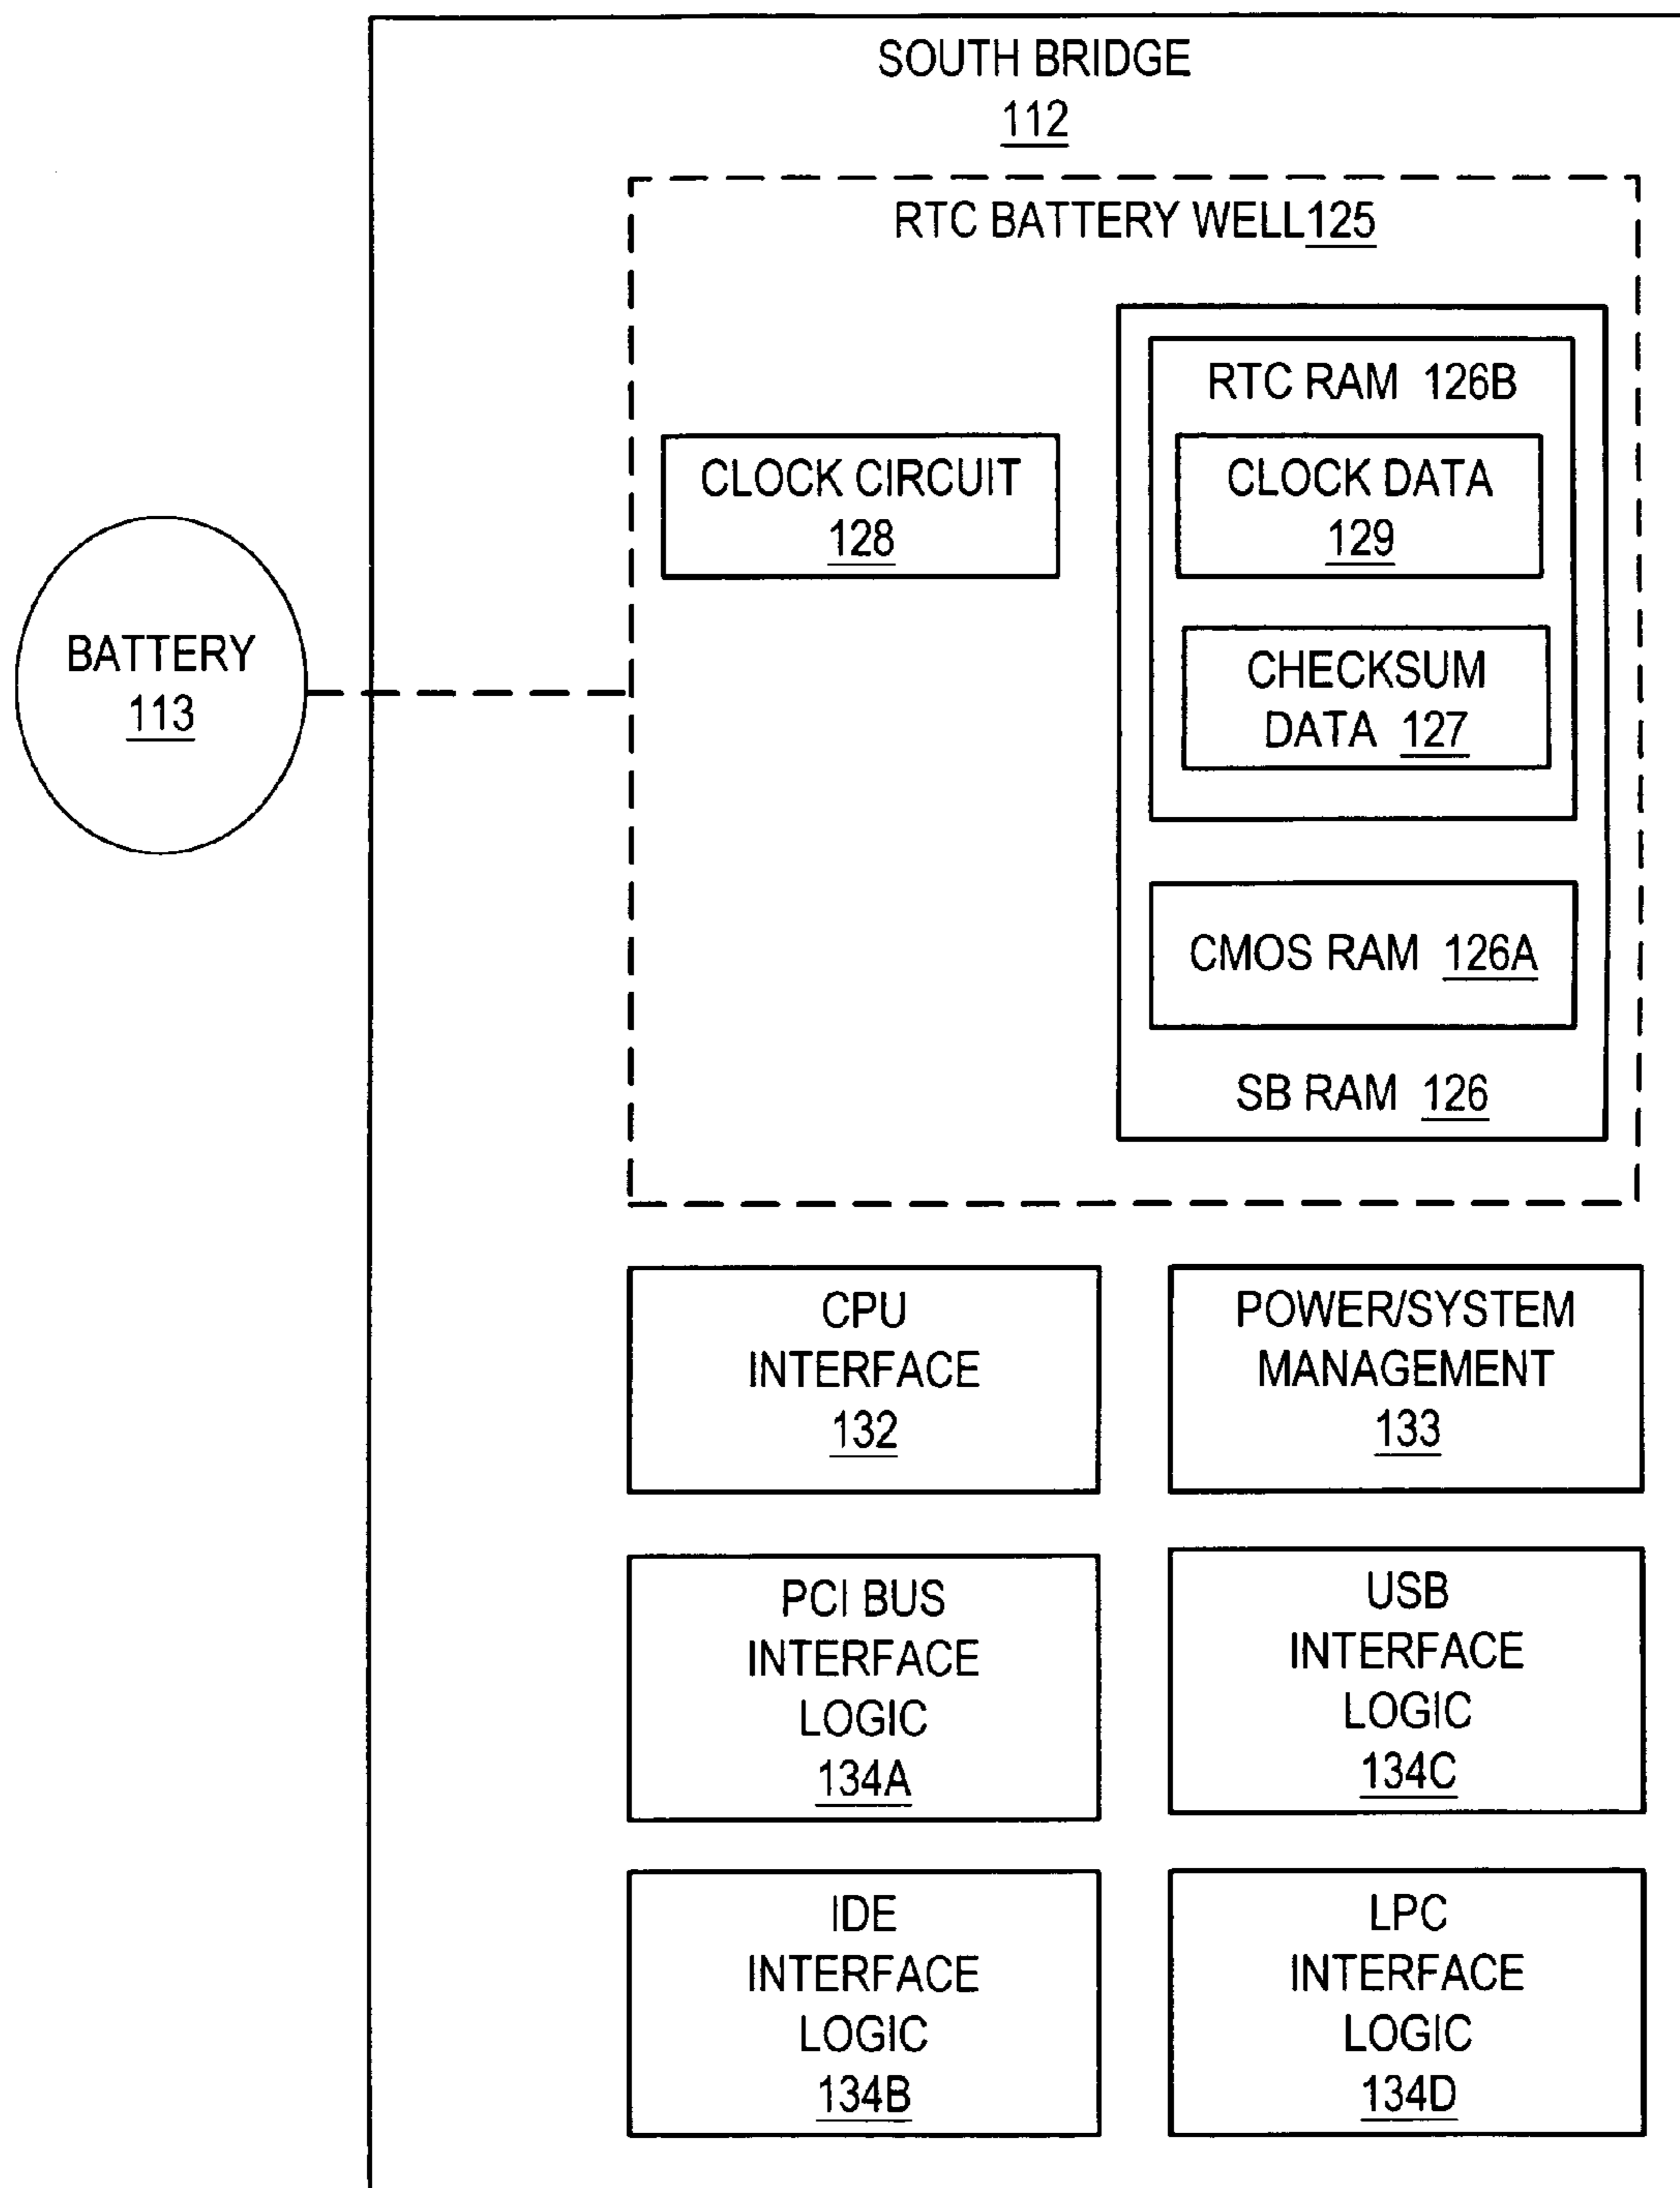 SOUTH BRIDGE
112
RTC BATTERY WELL125
RTC RAM 126B
CLOCK CIRCUIT
128
CLOCK DATA
129
BATTERY
113
CHECKSUM
DATA 127
CMOS RAM 126A
SB RAM 126
CPU
INTERFACE
132
POWER/SYSTEM
MANAGEMENT
133
PCI BUS
INTERFACE
LOGIC
134A
USB
INTERFACE
LOGIC
134C
IDE
INTERFACE
LOGIC
134B
LPC
INTERFACE
LOGIC
134D